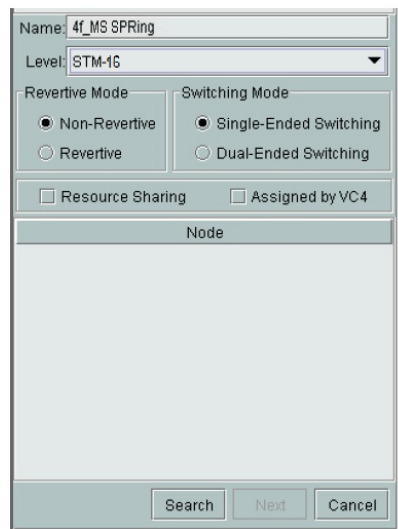 Name: 4f_MS SPRing
Level: STM-16
Revertive Mode
Non-Revertive
Revertive
Switching Mode
Single-Ended Switching
Dual-Ended Switching
Resource Sharing
Assigned by VC4
Node
Search
Next
Cancel